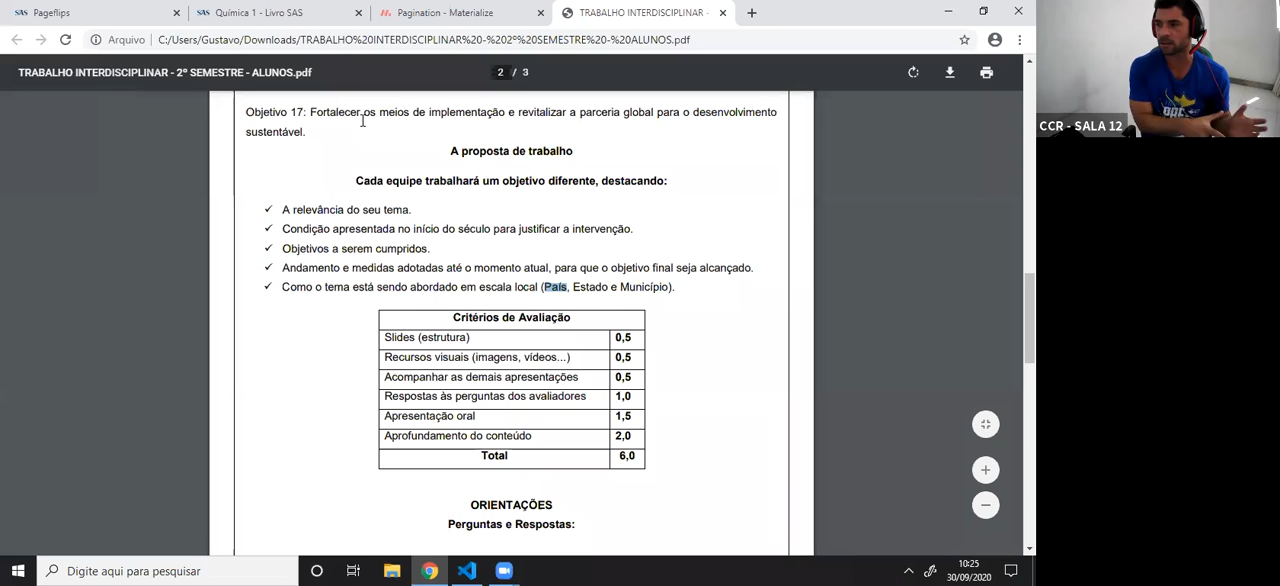 Pageflips
Química 1 - Livro SAS
Pagination - Materialize
TRABALHO INTERDISCIPLINAR -
Arquivo
C:/Users/Gustavo/Downloads/TRABALHO%20INTERDISCIPLINAR%20-%202º%20SEMESTRE%20-%20ALUNOS.pdf
TRABALHO INTERDISCIPLINAR - 2º SEMESTRE - ALUNOS.pdf
2 / 3
CCR - SALA 12
Objetivo 17: Fortalecer os meios de implementação e revitalizar a parceria global para o desenvolvimento
sustentável.
A proposta de trabalho
Cada equipe trabalhará um objetivo diferente, destacando:
✓ A relevância do seu tema.
✓ Condição apresentada no início do século para justificar a intervenção.
✓ Objetivos a serem cumpridos.
✓ Andamento e medidas adotadas até o momento atual, para que o objetivo final seja alcançado.
✓ Como o tema está sendo abordado em escala local (País, Estado e Município).
Critérios de Avaliação
Slides (estrutura) 0,5
Recursos visuais (imagens, vídeos...) 0,5
Acompanhar as demais apresentações 0,5
Respostas às perguntas dos avaliadores 1,0
Apresentação oral 1,5
Aprofundamento do conteúdo 2,0
Total 6,0
ORIENTAÇÕES
Perguntas e Respostas:
Digite aqui para pesquisar
10:25
30/09/2020